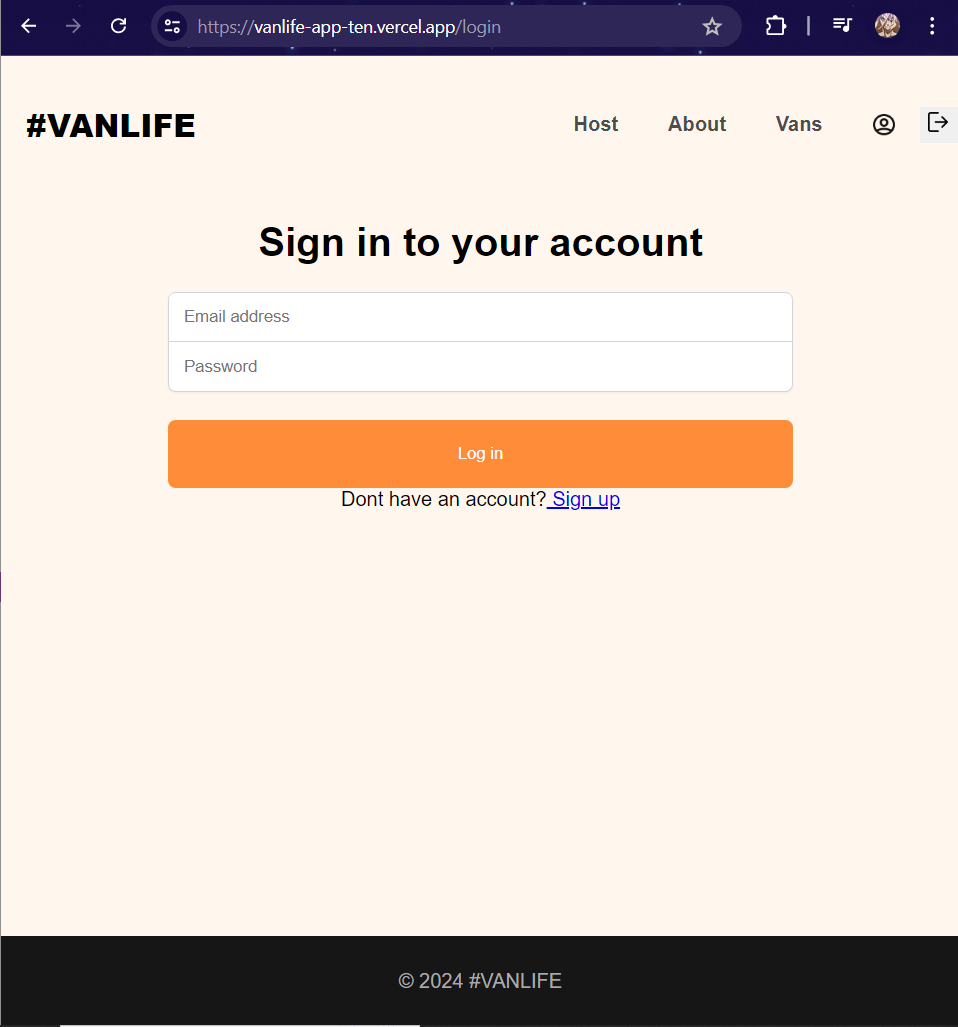 https://vanlife-app-ten.vercel.app/login
#VANLIFE Host About Vans
Sign in to your account
Email address
Password
Log in
Dont have an account? Sign up
© 2024 #VANLIFE